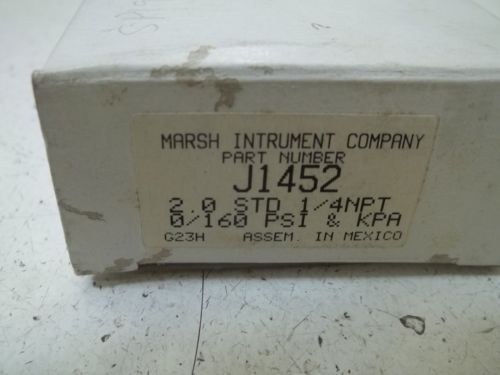 MARSH INTRUMENT COMPANY
PART NUMBER
J1452
2.0 STD 1/4NPT
0/160 PSI & KPA
G23H ASSEM. IN MEXICO